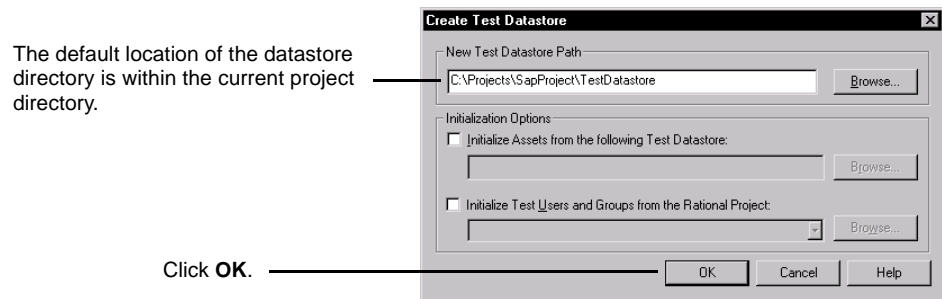 Create Test Datastore
The default location of the datastore
directory is within the current project
directory.
New Test Datastore Path
C:\Projects\SapProject\TestDatastore
Browse...
Initialization Options
Initialize Assets from the following Test Datastore:
Browse...
Initialize Test Users and Groups from the Rational Project:
Browse...
Click OK.
OK
Cancel
Help